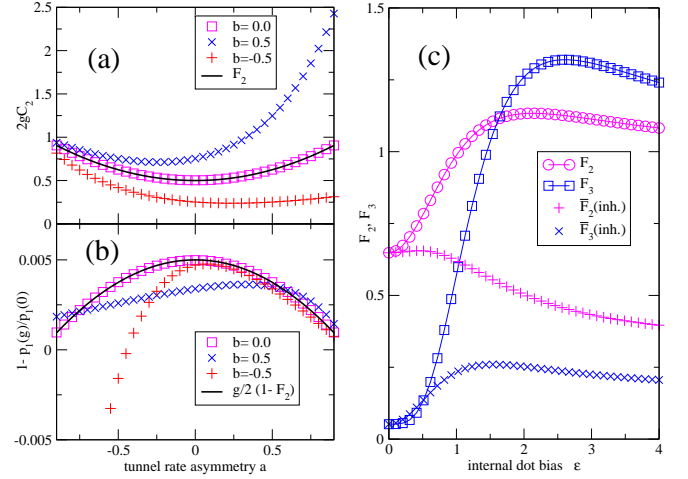 (a)
2gC₂
2.5
2
1.5
1
0.5
0
b= 0.0
b= 0.5
b=-0.5
F₂
(b)
1- p₁(g)/p₁(0)
0.005
0
-0.005
b= 0.0
b= 0.5
b=-0.5
g/2 (1- F₂)
-0.5 0 0.5
tunnel rate asymmetry a
(c)
F₂, F₃
1.5
1
0.5
0
F₂
F₃
F̅₂(inh.)
F̅₃(inh.)
0 1 2 3 4
internal dot bias ε